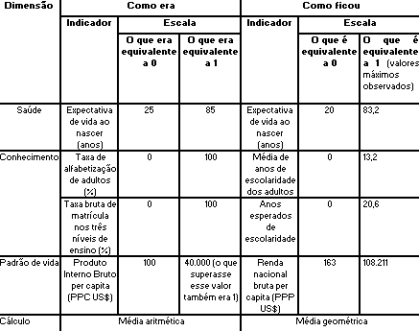 Dimensão Como era Como ficou
Indicador Escala Indicador Escala
O que era equivalente a 0 O que era equivalente a 1 O que é equivalente a 0 O que é equivalente a 1 (valores máximos observados)
Saúde Expectativa de vida ao nascer (anos) 25 85 Expectativa de vida ao nascer (anos) 20 83,2
Conhecimento Taxa de alfabetização de adultos (%) 0 100 Média de anos de escolaridade dos adultos 0 13,2
Taxa bruta de matrícula nos três níveis de ensino (%) 0 100 Anos esperados de escolaridade 0 20,6
Padrão de vida Produto Interno Bruto per capita (PPC US$) 100 40.000 (o que superasse esse valor também era 1) Renda nacional bruta per capita (PPP US$) 163 108.211
Cálculo Média aritmética Média geométrica